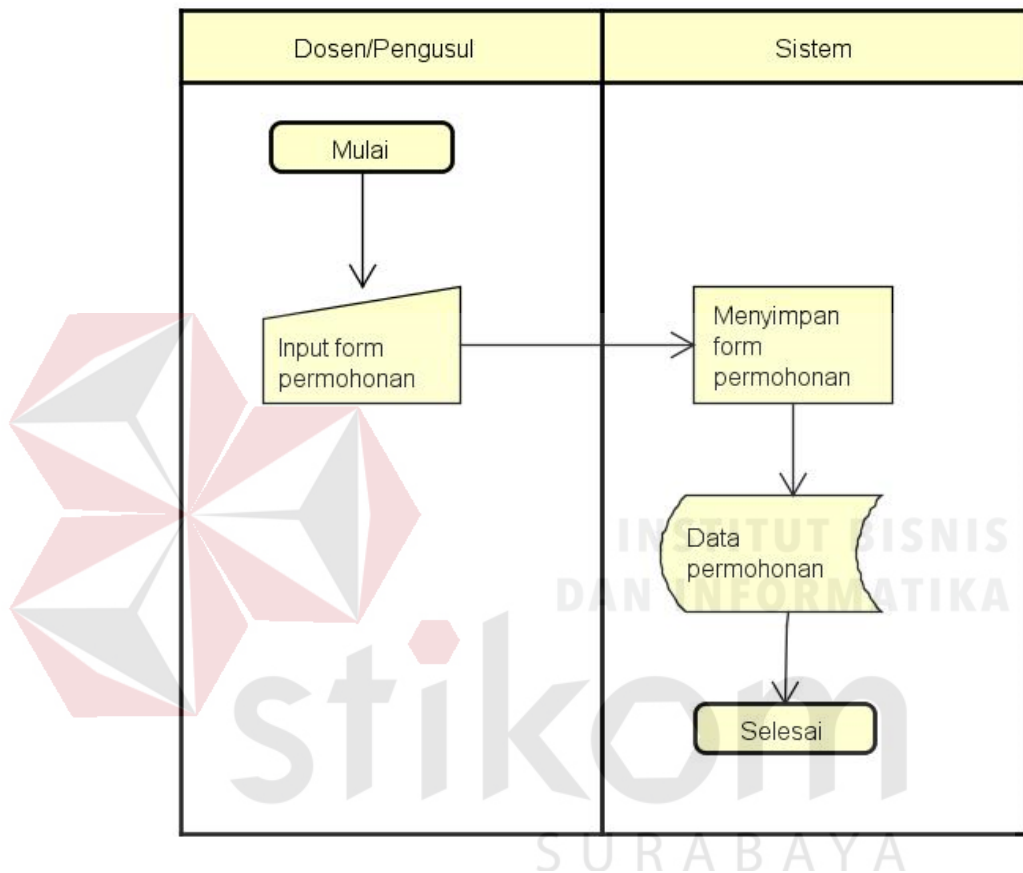 Dosen/Pengusul
Sistem
Mulai
Input form
permohonan
Menyimpan
form
permohonan
Data
permohonan
Selesai
INSTITUT BISNIS
DAN INFORMATIKA
stikom
SURABAYA